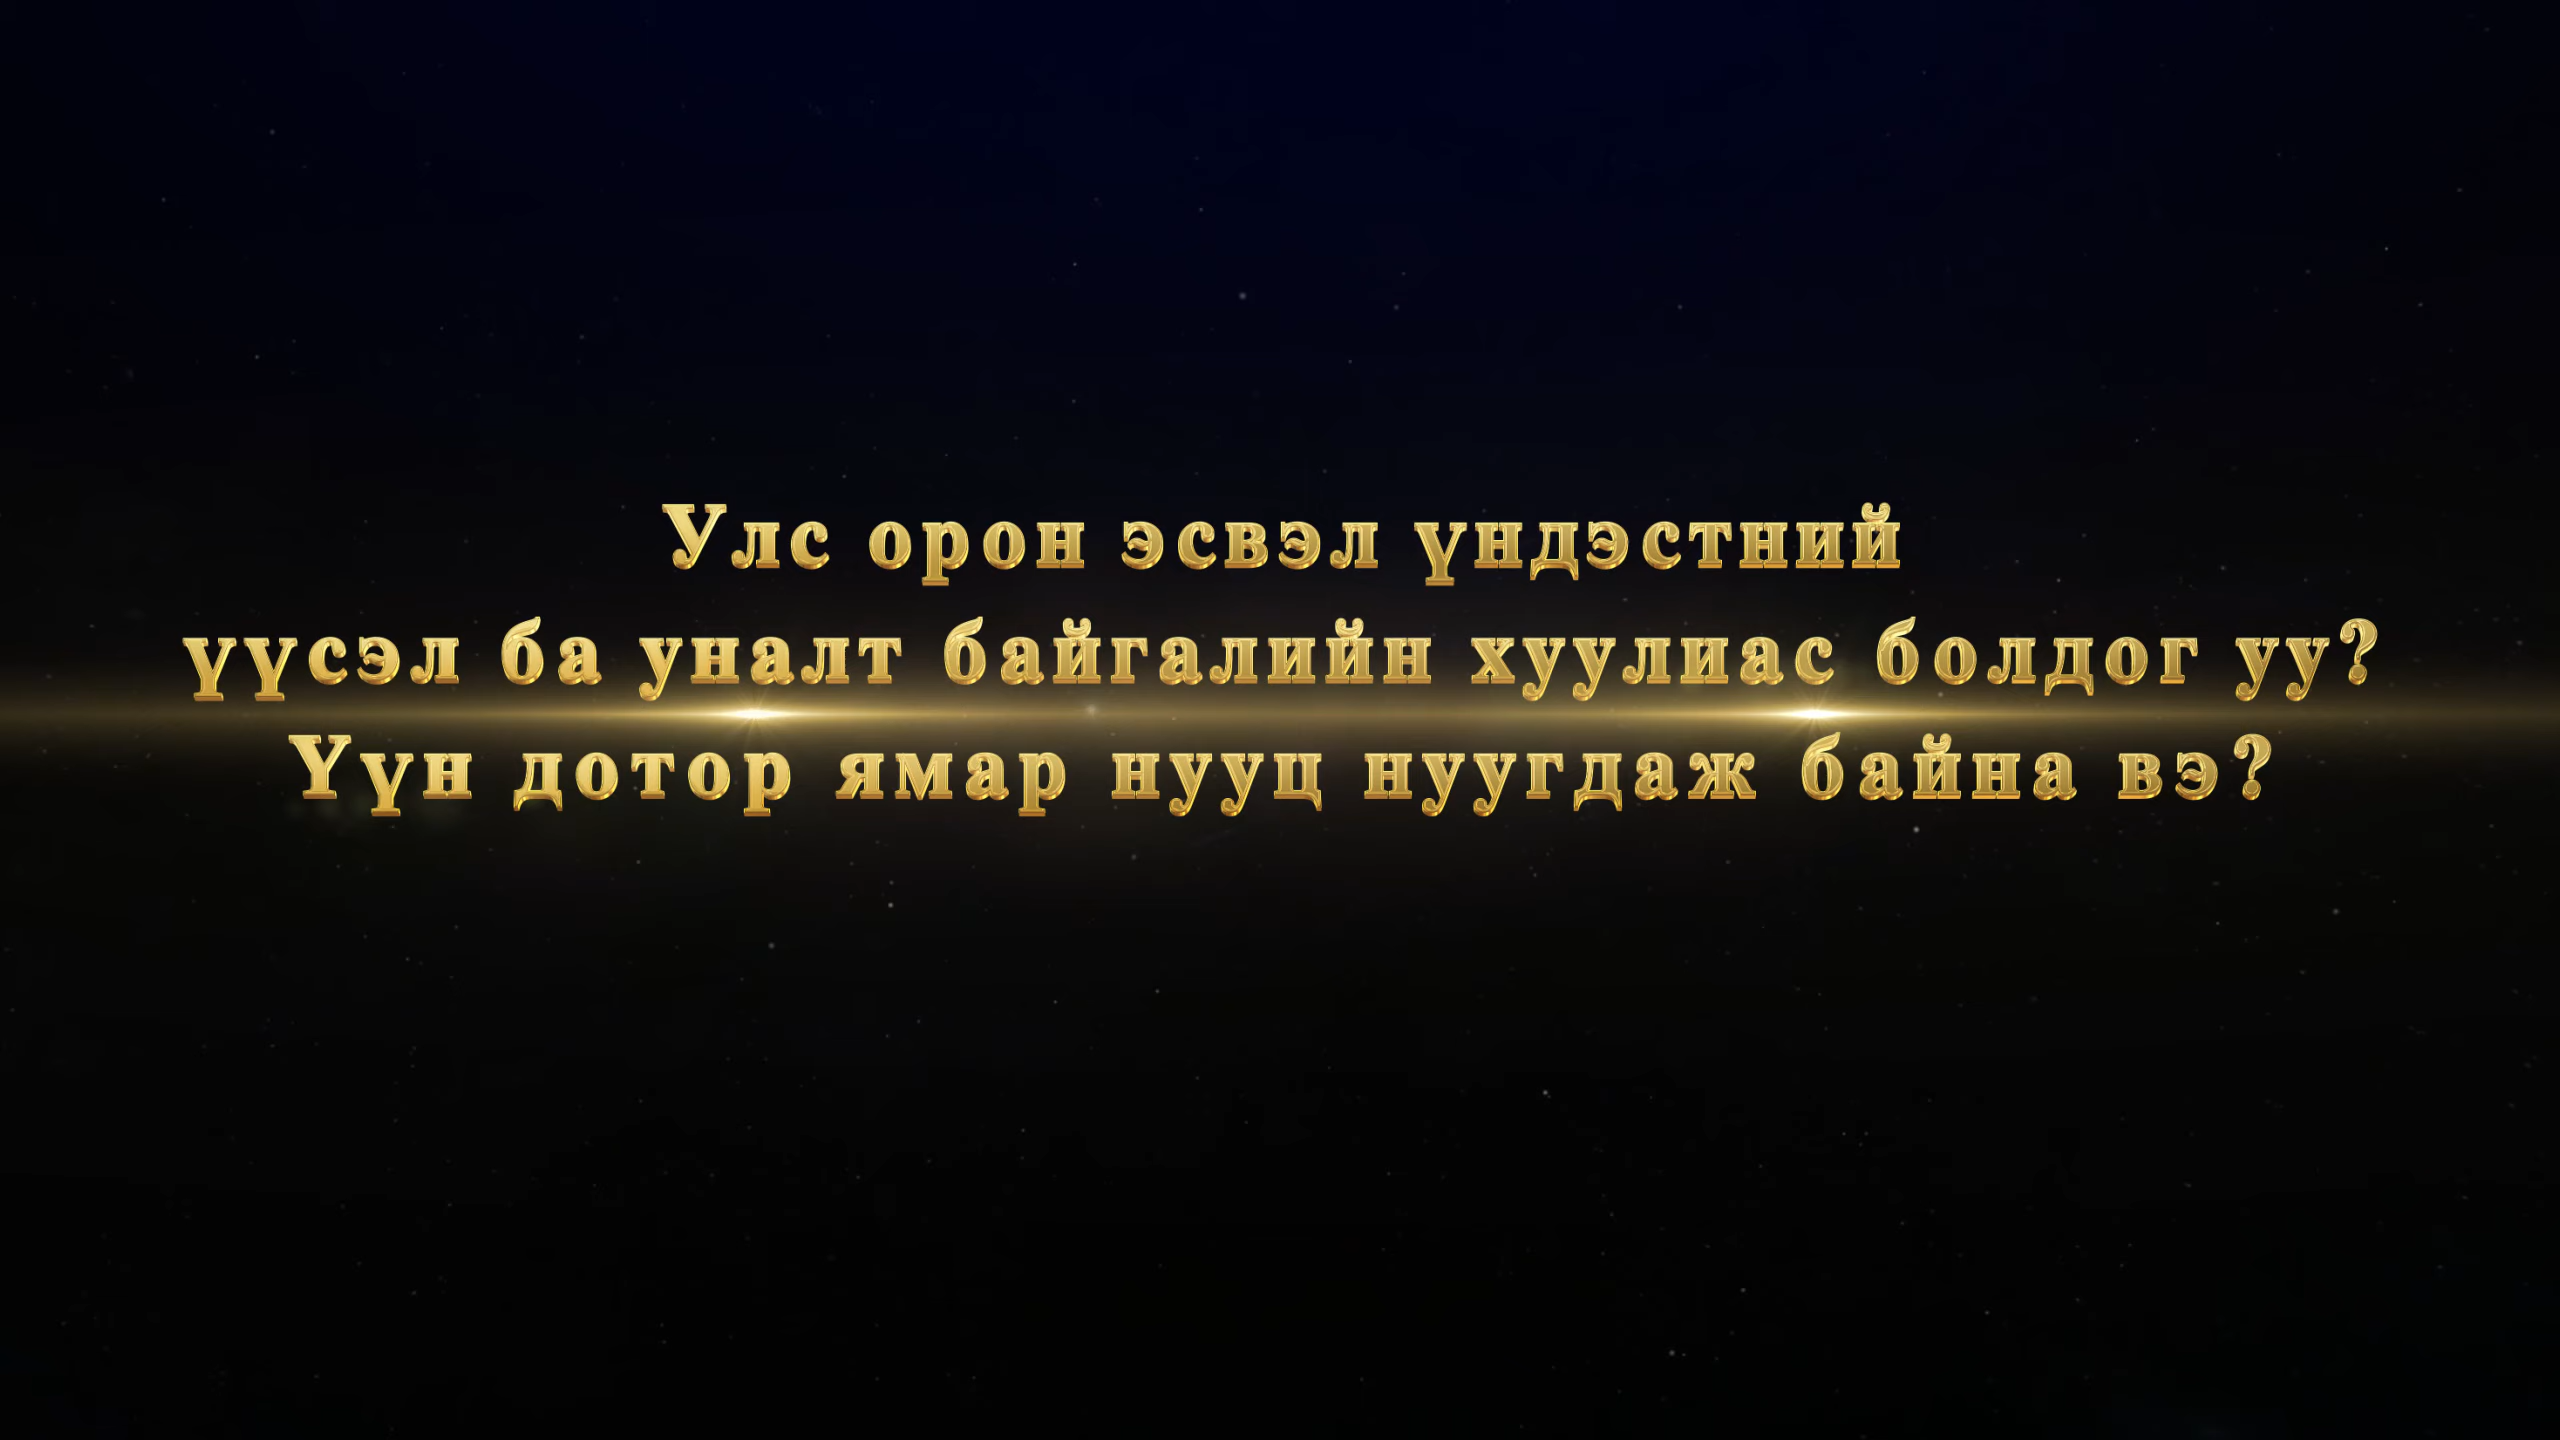 Улс орон эсвэл үндэстний
үүсэл ба уналт байгалийн хуулиас болдог уу?
Үүн дотор ямар нууц нуугдаж байна вэ?